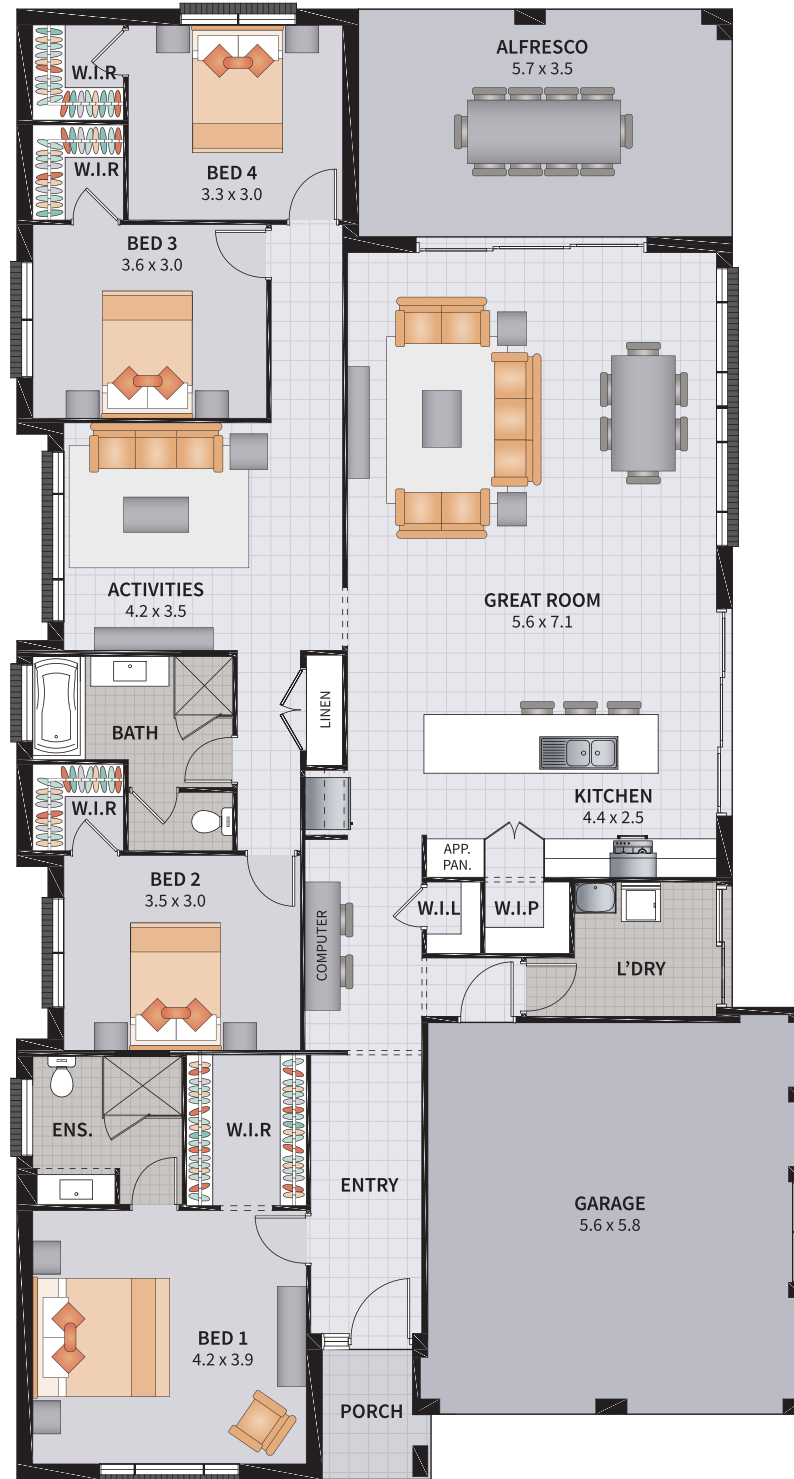 W.I.R
ALFRESCO
5.7 x 3.5
W.I.R
BED 4
3.3 x 3.0
BED 3
3.6 x 3.0
ACTIVITIES
4.2 x 3.5
GREAT ROOM
5.6 x 7.1
BATH
LINEN
W.I.R
KITCHEN
4.4 x 2.5
APP.
PAN.
BED 2
3.5 x 3.0
W.I.L
W.I.P
COMPUTER
L’DRY
ENS.
W.I.R
ENTRY
GARAGE
5.6 x 5.8
BED 1
4.2 x 3.9
PORCH